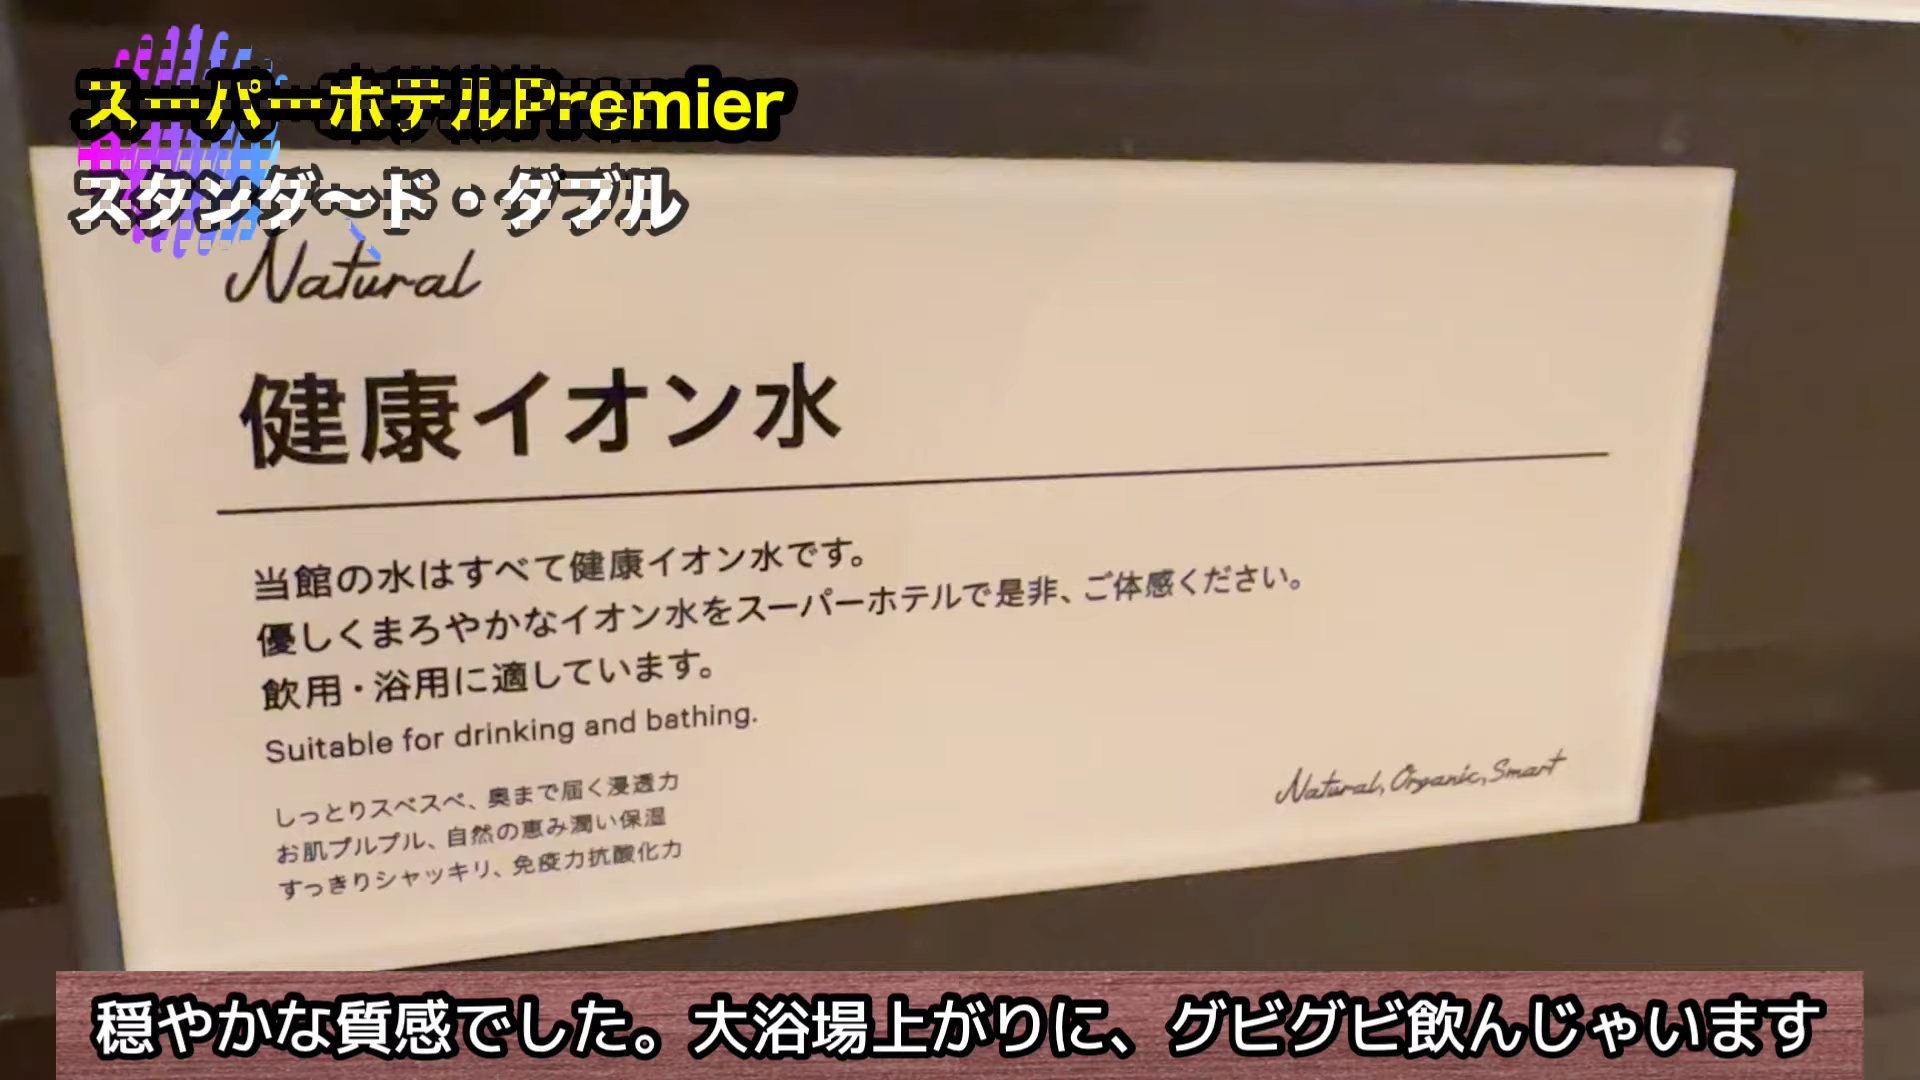 スーパーホテルPremier
スタンダ～ド・ダブル
Natural
健康イオン水
当館の水はすべて健康イオン水です。
優しくまろやかなイオン水をスーパーホテルで是非、ご体感ください。
飲用・浴用に適しています。
Suitable for drinking and bathing.
しっとりスベスベ、奥まで届く浸透力
お肌プルプル、自然の恵み潤い保湿
すっきりシャッキリ、免疫力抗酸化力
Natural, Organic, Smart
穏やかな質感でした。大浴場上がりに、グビグビ飲んじゃいます